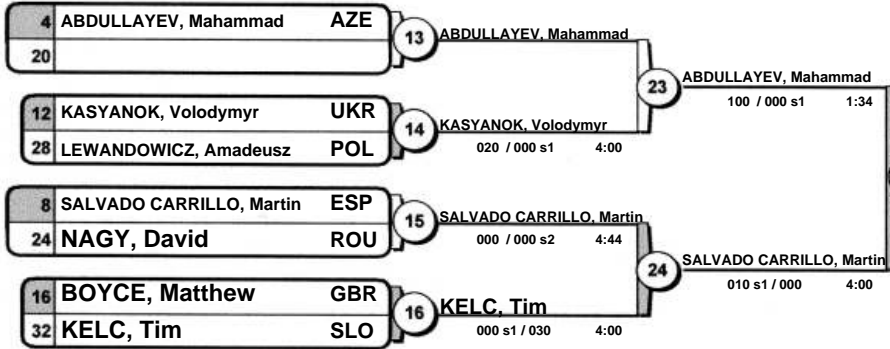 4 ABDULLAYEV, Mahammad AZE
20
13 ABDULLAYEV, Mahammad
12 KASYANOK, Volodymyr UKR
28 LEWANDOWICZ, Amadeusz POL
14 KASYANOK, Volodymyr
020 / 000 s1 4:00
23 ABDULLAYEV, Mahammad
100 / 000 s1 1:34
8 SALVADO CARRILLO, Martin ESP
24 NAGY, David ROU
15 SALVADO CARRILLO, Martin
000 / 000 s2 4:44
16 BOYCE, Matthew GBR
32 KELC, Tim SLO
16 KELC, Tim
000 s1 / 030 4:00
24 SALVADO CARRILLO, Martin
010 s1 / 000 4:00